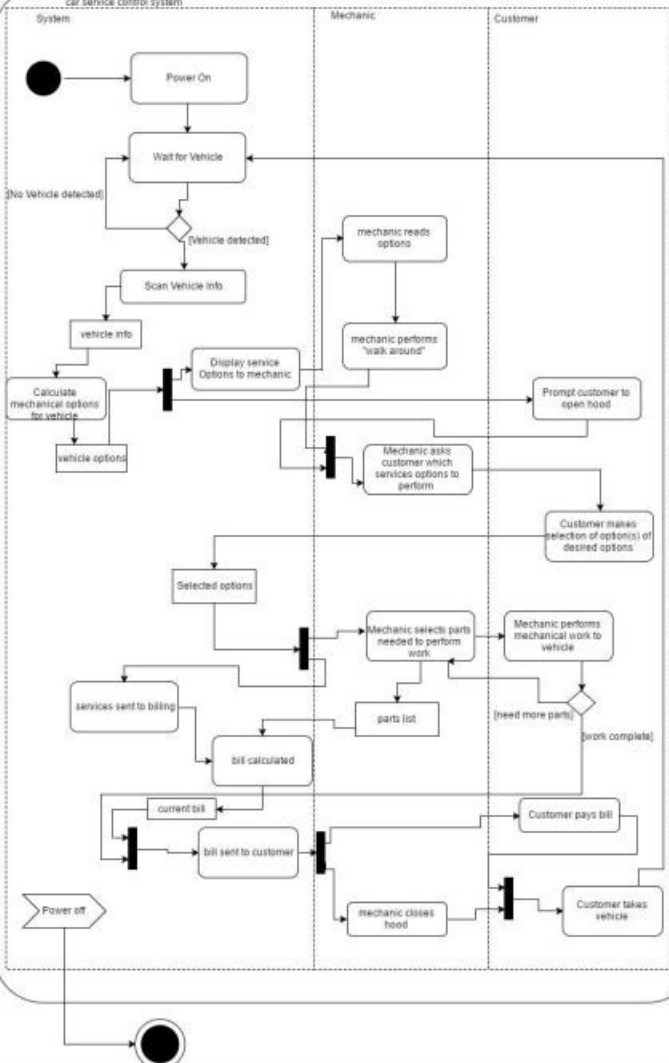 car service control system
System
Mechanic
Customer
Power On
Wait for Vehicle
[No Vehicle detected]
[Vehicle detected]
mechanic reads
options
Scan Vehicle Info
vehicle info
mechanic performs
"walk around"
Display service
Options to mechanic
Calculate
mechanical options
for vehicle
Prompt customer to
open hood
vehicle options
Mechanic asks
customer which
services options to
perform
Customer makes
selection of option(s) of
desired options
Selected options
Mechanic selects parts
needed to perform
work
Mechanic performs
mechanical work to
vehicle
services sent to billing
parts list
[need more parts]
[work complete]
bill calculated
current bill
Customer pays bill
bill sent to customer
Power off
mechanic closes
hood
Customer takes
vehicle